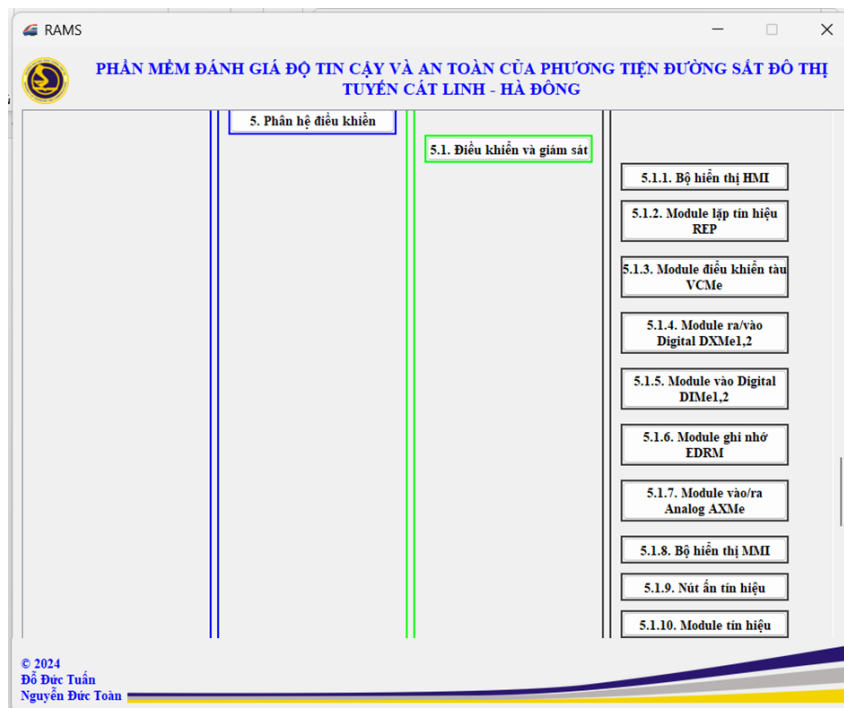 RAMS
PHẦN MỀM ĐÁNH GIÁ ĐỘ TIN CẬY VÀ AN TOÀN CỦA PHƯƠNG TIỆN ĐƯỜNG SẮT ĐÔ THỊ
TUYẾN CÁT LINH - HÀ ĐÔNG
5. Phân hệ điều khiển
5.1. Điều khiển và giám sát
5.1.1. Bộ hiển thị HMI
5.1.2. Module lặp tín hiệu
REP
5.1.3. Module điều khiển tàu
VCMe
5.1.4. Module ra/vào
Digital DXMe1,2
5.1.5. Module vào Digital
DIMe1,2
5.1.6. Module ghi nhớ
EDRM
5.1.7. Module vào/ra
Analog AXMe
5.1.8. Bộ hiển thị MMI
5.1.9. Nút ấn tín hiệu
5.1.10. Module tín hiệu
© 2024
Đỗ Đức Tuấn
Nguyễn Đức Toàn